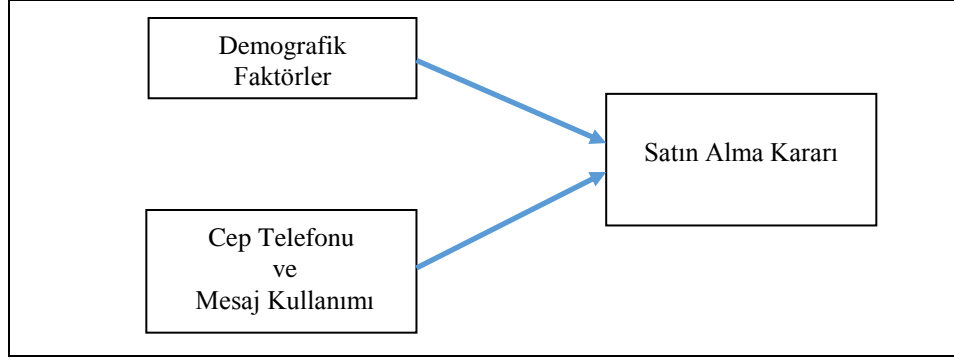 Demografik
Faktörler
Satın Alma Kararı
Cep Telefonu
ve
Mesaj Kullanımı